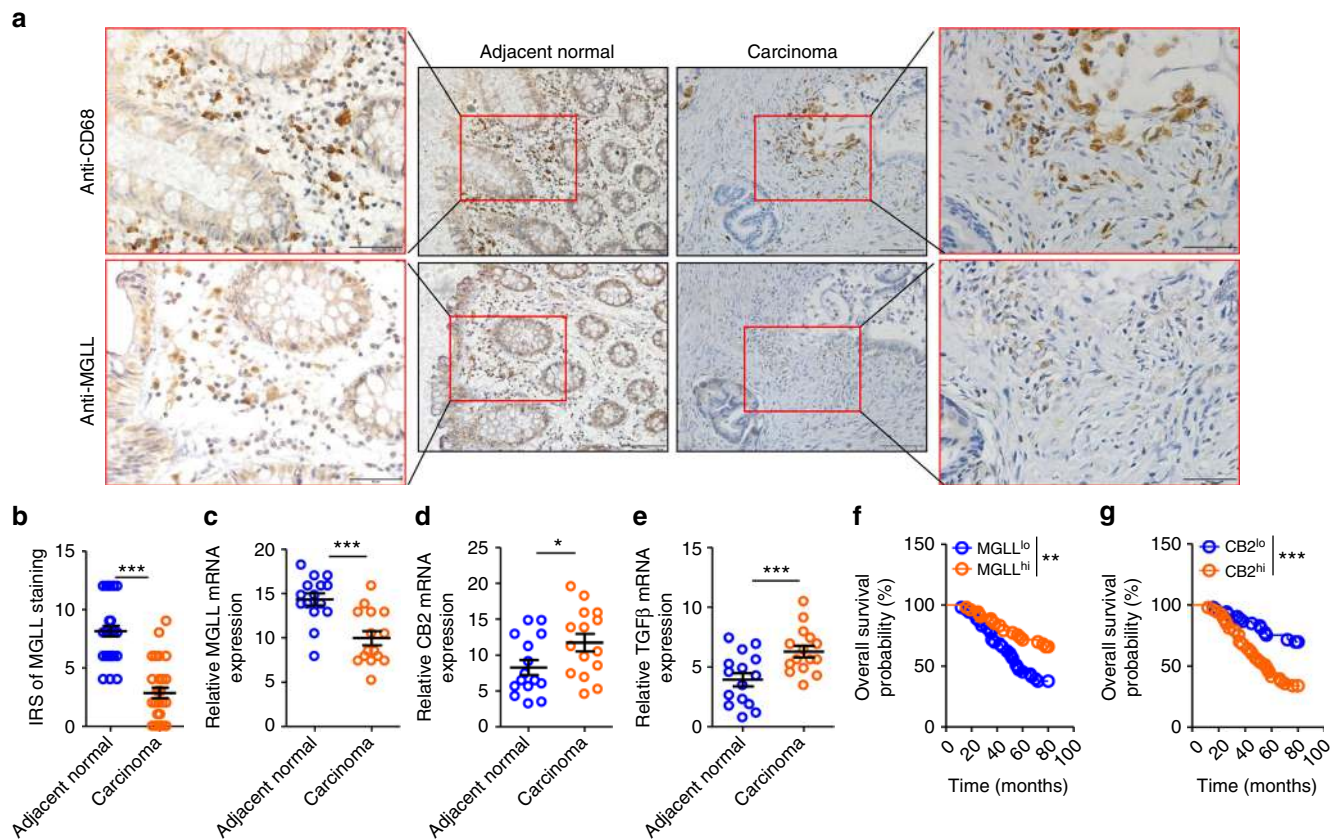 a
Adjacent normal
Carcinoma
Anti-CD68
Anti-MGLL
b
IRS of MGLL staining
15
10
5
0
***
Adjacent normal
Carcinoma
c
Relative MGLL mRNA
expression
20
15
10
5
0
***
Adjacent normal
Carcinoma
d
Relative CB2 mRNA
expression
25
20
15
10
5
0
*
Adjacent normal
Carcinoma
e
Relative TGFβ mRNA
expression
15
10
5
0
***
Adjacent normal
Carcinoma
f
Overall survival
probability (%)
150
100
50
0
MGLLlo
MGLLhi
**
0 20 40 60 80 100
Time (months)
g
Overall survival
probability (%)
150
100
50
0
CB2lo
CB2hi
***
0 20 40 60 80 100
Time (months)